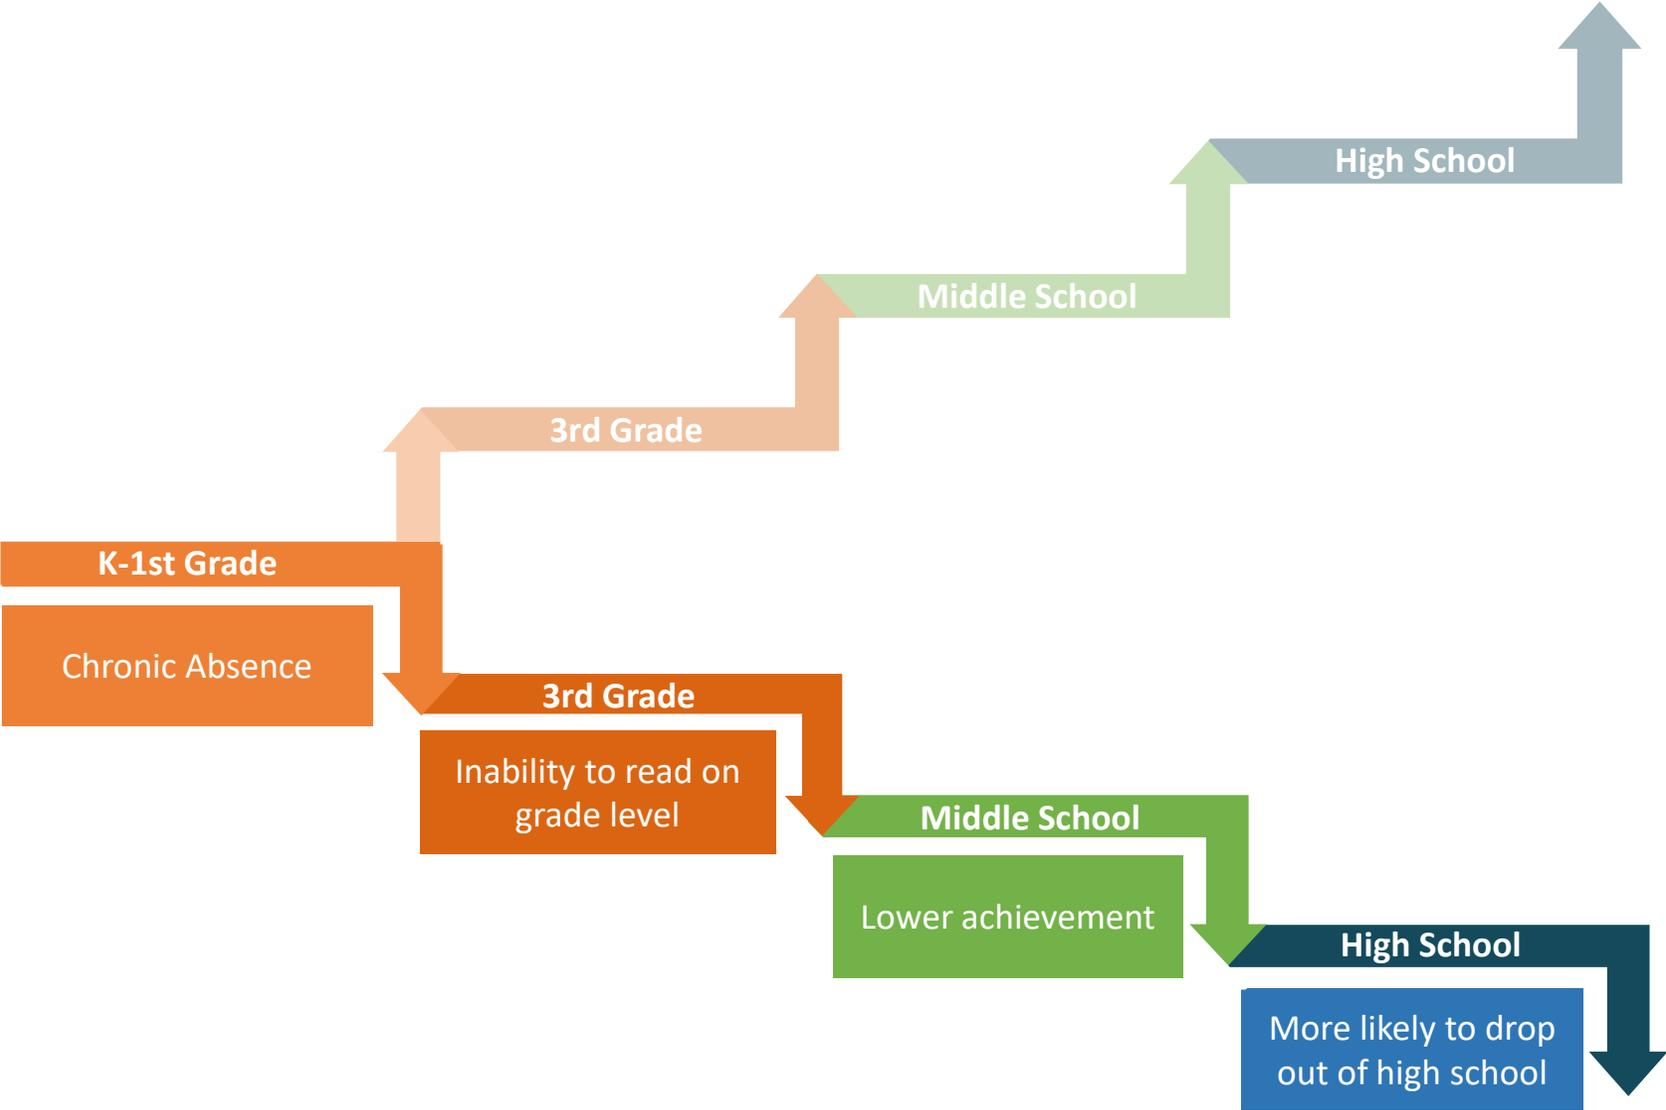 High School
Middle School
3rd Grade
K-1st Grade
Chronic Absence
3rd Grade
Inability to read on
grade level
Middle School
Lower achievement
High School
More likely to drop
out of high school